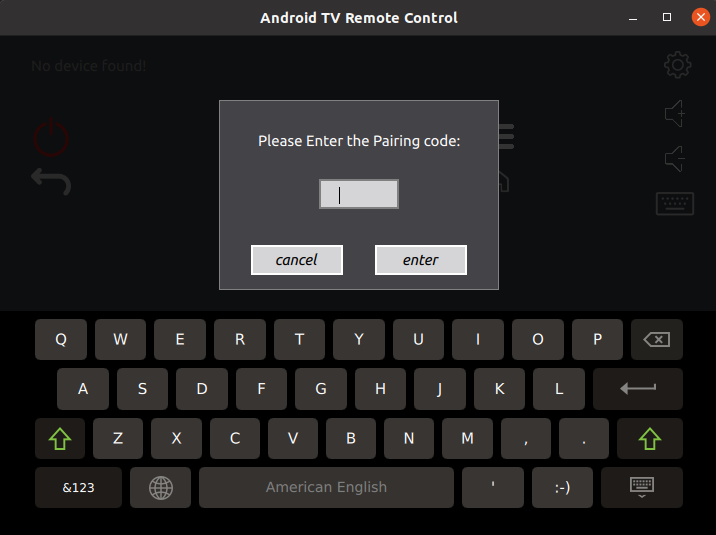 Android TV Remote Control
No device found!
Please Enter the Pairing code:
cancel enter
Q W E R T Y U I O P
A S D F G H J K L
Z X C V B N M , .
&123 American English ' :-)